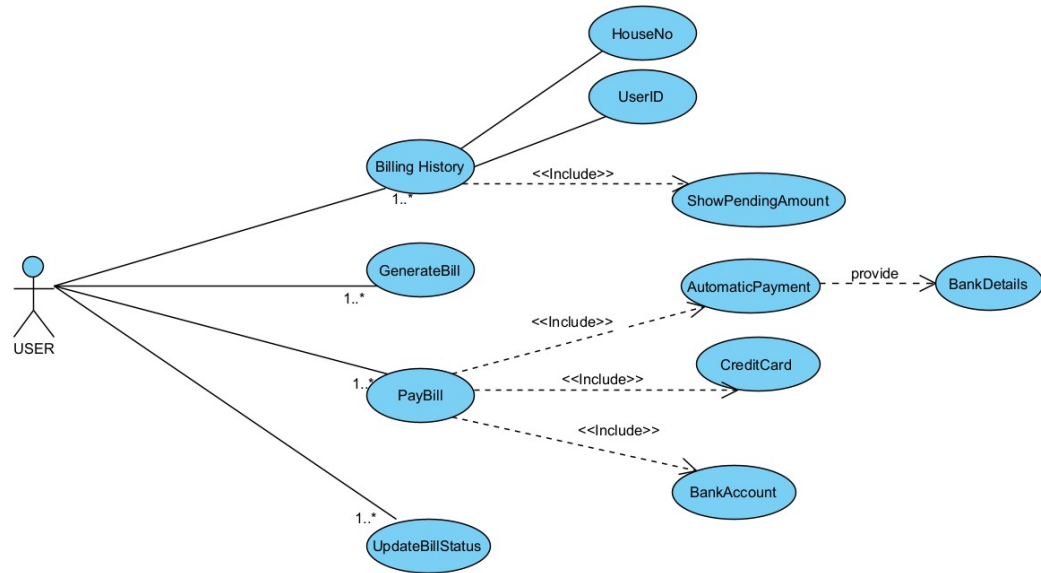 HouseNo
UserID
Billing History
<<Include>>
1..*
ShowPendingAmount
GenerateBill
1..*
AutomaticPayment
provide
BankDetails
USER
<<Include>>
CreditCard
<<Include>>
1..*
PayBill
<<Include>>
BankAccount
1..*
UpdateBillStatus